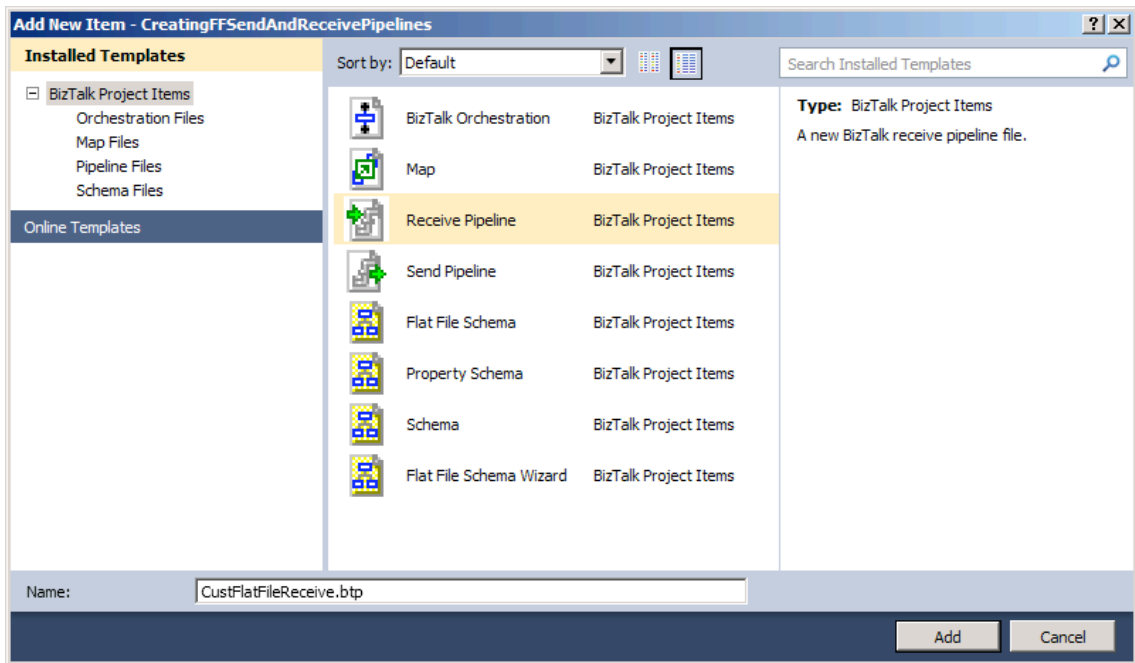 Add New Item - CreatingFFSendAndReceivePipelines
Installed Templates
BizTalk Project Items
Orchestration Files
Map Files
Pipeline Files
Schema Files
Online Templates
Sort by: Default
Search Installed Templates
BizTalk Orchestration BizTalk Project Items
Map BizTalk Project Items
Receive Pipeline BizTalk Project Items
Send Pipeline BizTalk Project Items
Flat File Schema BizTalk Project Items
Property Schema BizTalk Project Items
Schema BizTalk Project Items
Flat File Schema Wizard BizTalk Project Items
Type: BizTalk Project Items
A new BizTalk receive pipeline file.
Name: CustFlatFileReceive.btp
Add Cancel